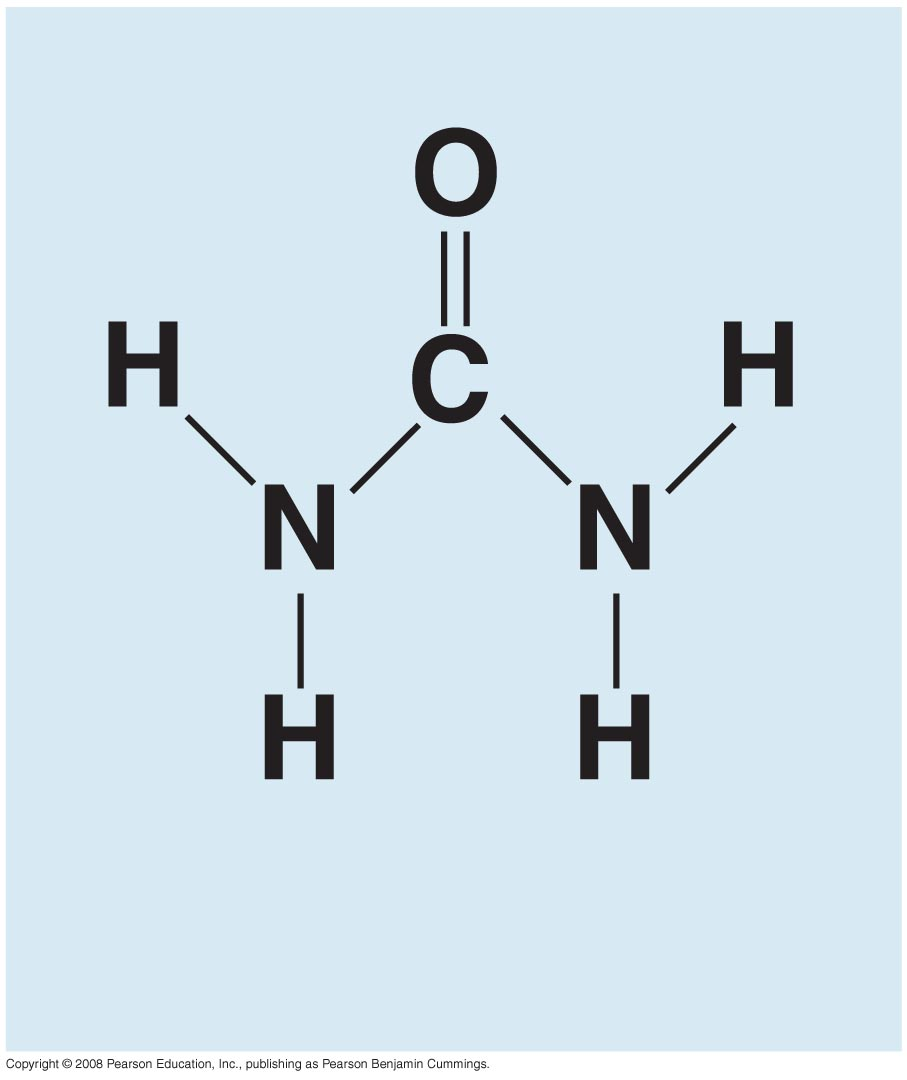 O
H C H
N N
H H
Copyright © 2008 Pearson Education, Inc., publishing as Pearson Benjamin Cummings.